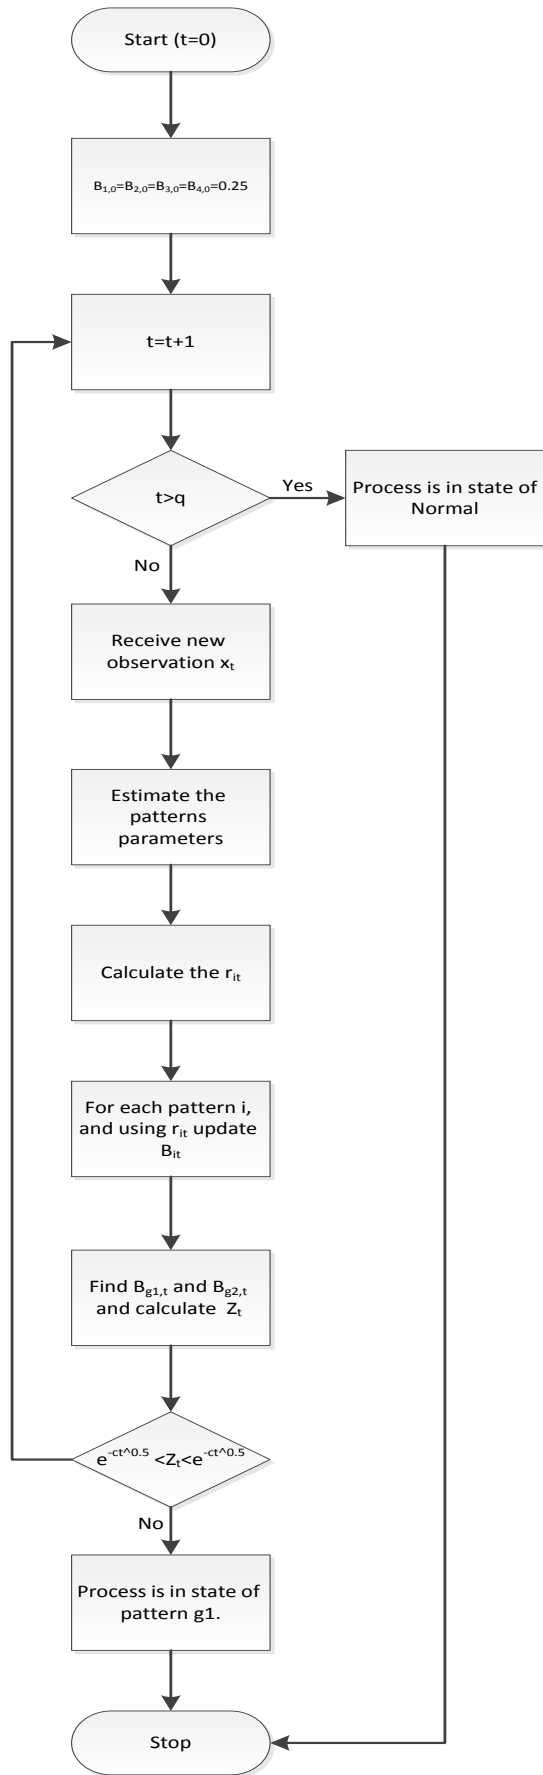 Start (t=0)
B₁,₀=B₂,₀=B₃,₀=B₄,₀=0.25
t=t+1
t>q
Yes
Process is in state of
Normal
No
Receive new
observation xₜ
Estimate the
patterns
parameters
Calculate the rᵢₜ
For each pattern i,
and using rᵢₜ update
Bᵢₜ
Find B_g1,t and B_g2,t
and calculate Zₜ
e^-ct^0.5 <Zₜ<e^-ct^0.5
No
Process is in state of
pattern g1.
Stop